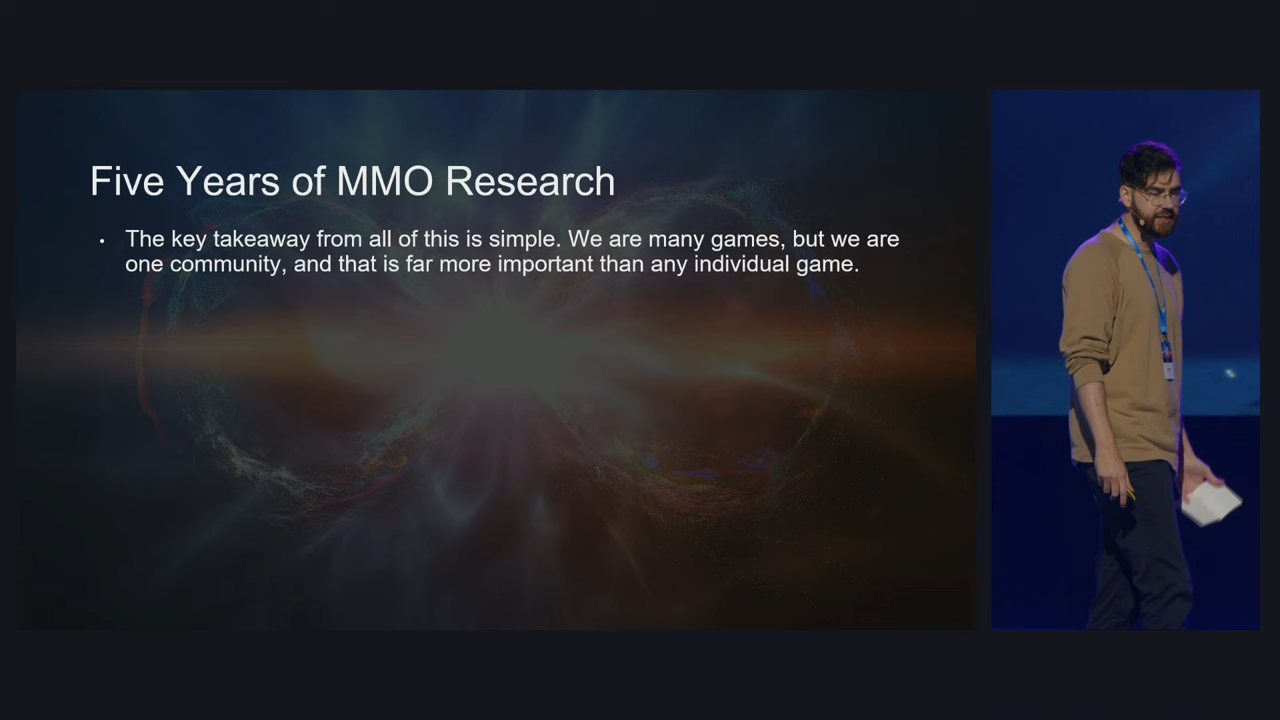 Five Years of MMO Research
• The key takeaway from all of this is simple. We are many games, but we are
one community, and that is far more important than any individual game.